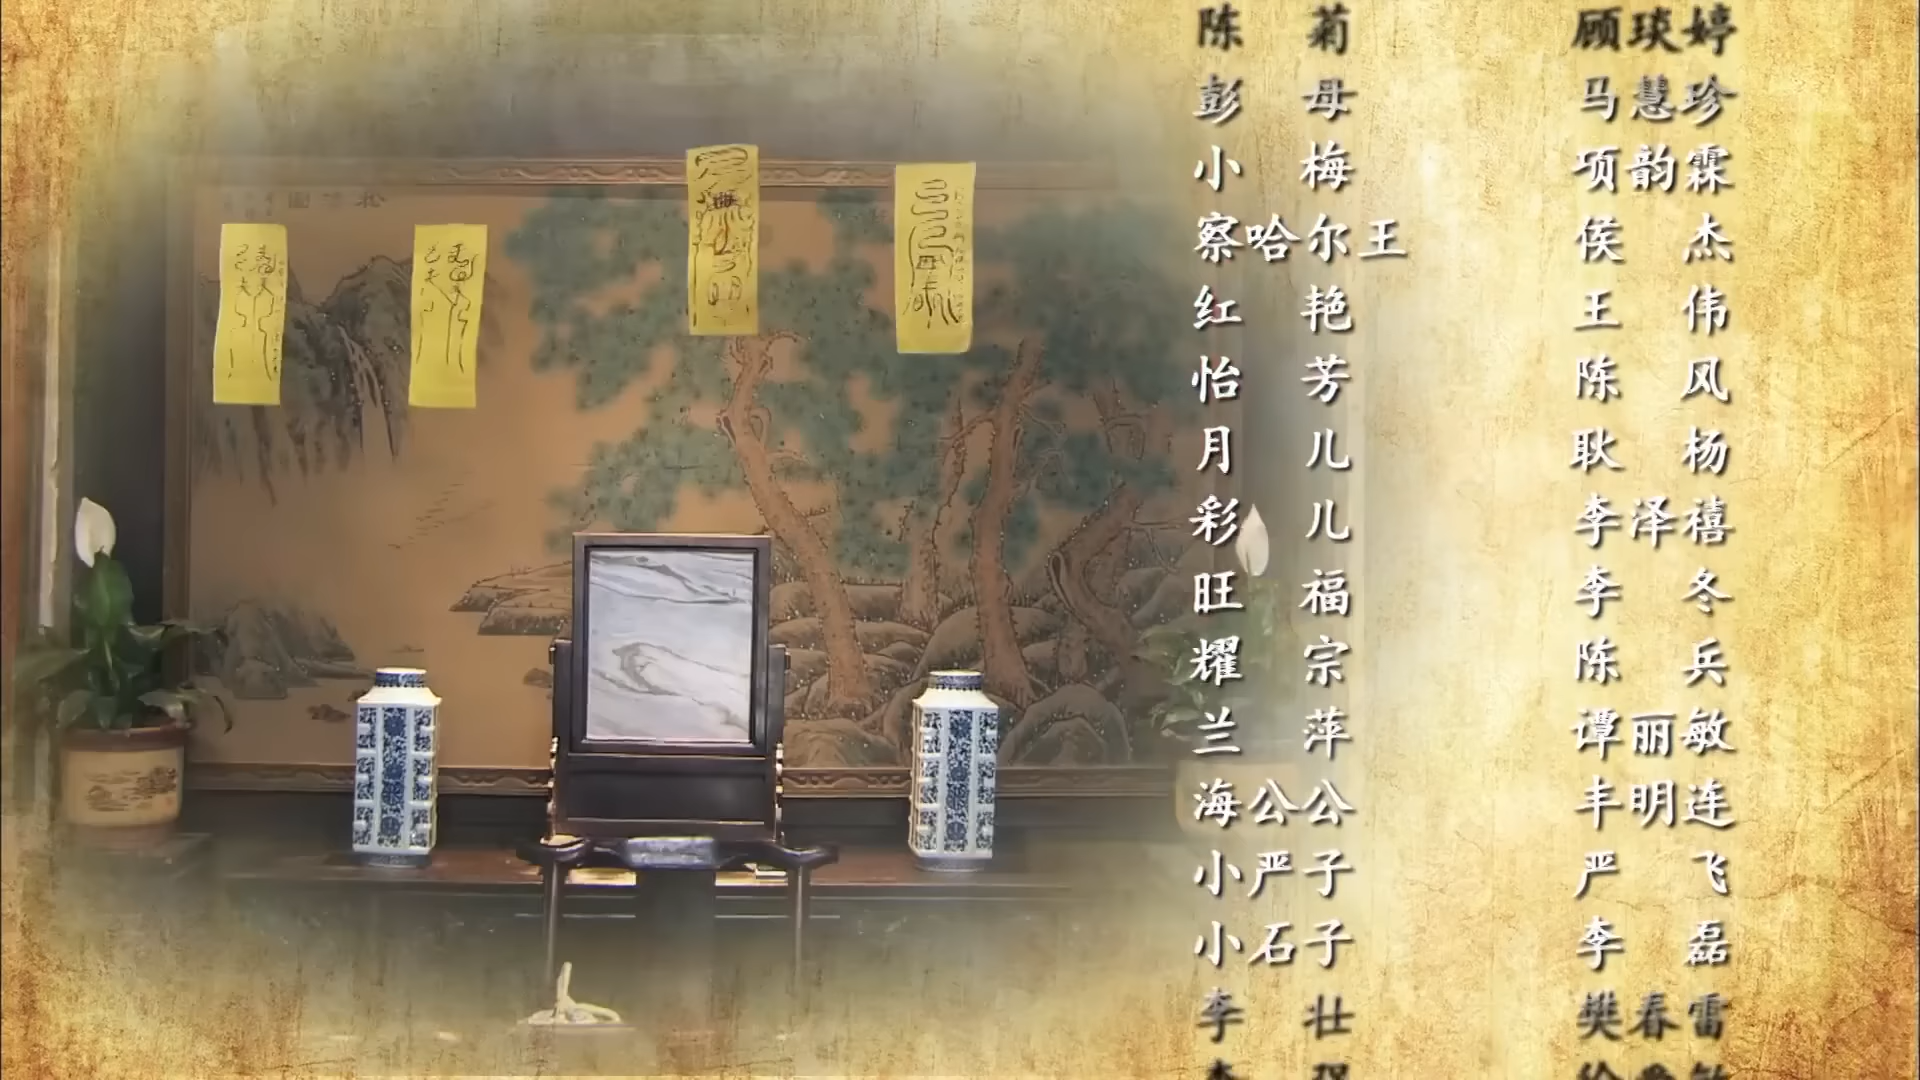 陈菊 顾琰婷
彭母 马慧珍
小梅 项韵霖
察哈尔王 侯杰
红艳 王伟
怡芳 陈风
月儿 耿杨
彩儿 李泽禧
旺福 李冬
耀宗 陈兵
兰萍 谭丽敏
海公公 丰明连
小严子 严飞
小石子 李磊
李壮 樊春雷